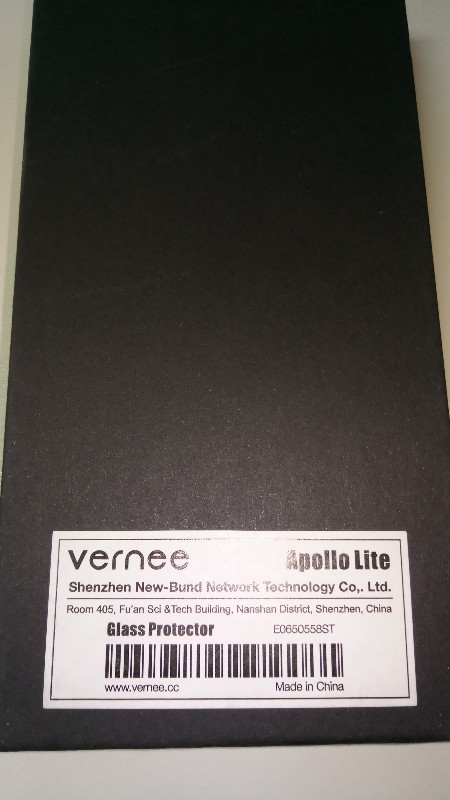 vernee Apollo Lite
Shenzhen New-Bund Network Technology Co,. Ltd.
Room 405, Fu'an Sci &Tech Building, Nanshan District, Shenzhen, China
Glass Protector E0650558ST
www.vernee.cc Made in China